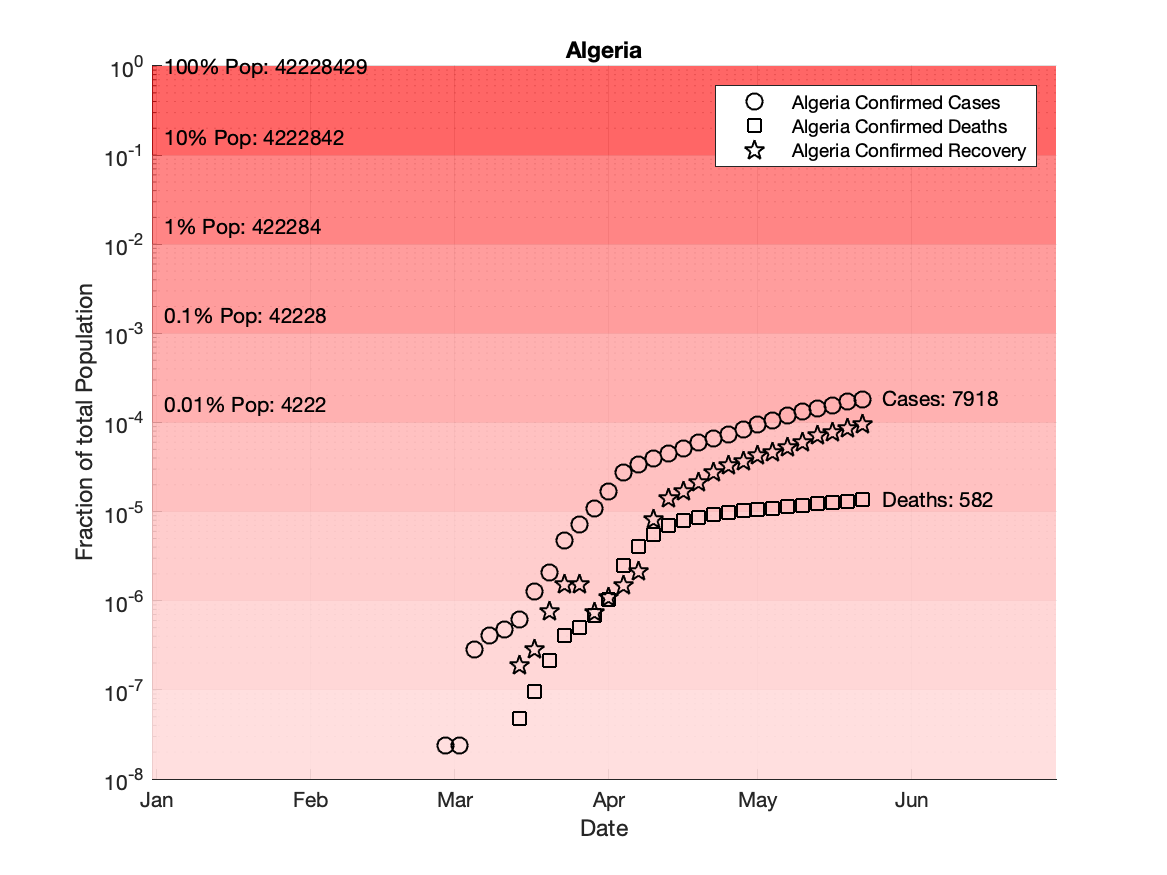 Algeria
10^0
100% Pop: 42228429
Algeria Confirmed Cases
Algeria Confirmed Deaths
Algeria Confirmed Recovery
10% Pop: 4222842
10^-1
1% Pop: 422284
10^-2
0.1% Pop: 42228
10^-3
0.01% Pop: 4222
10^-4
Cases: 7918
10^-5
Deaths: 582
10^-6
10^-7
10^-8
Fraction of total Population
Jan Feb Mar Apr May Jun
Date